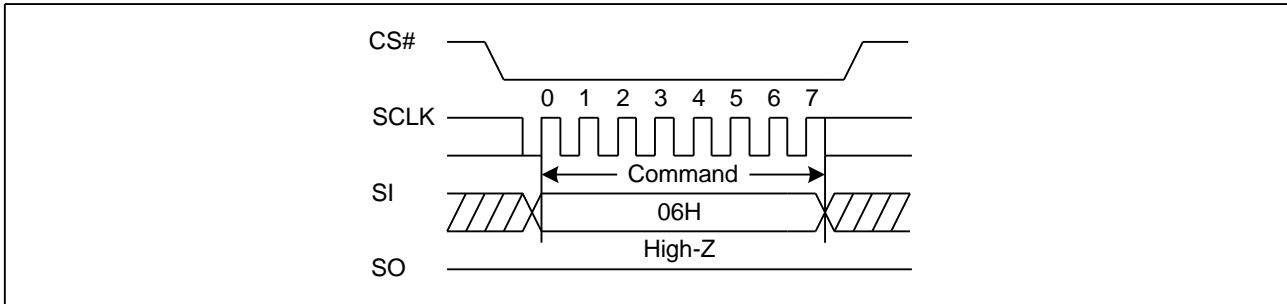 CS#
0 1 2 3 4 5 6 7
SCLK
Command
SI
06H
High-Z
SO